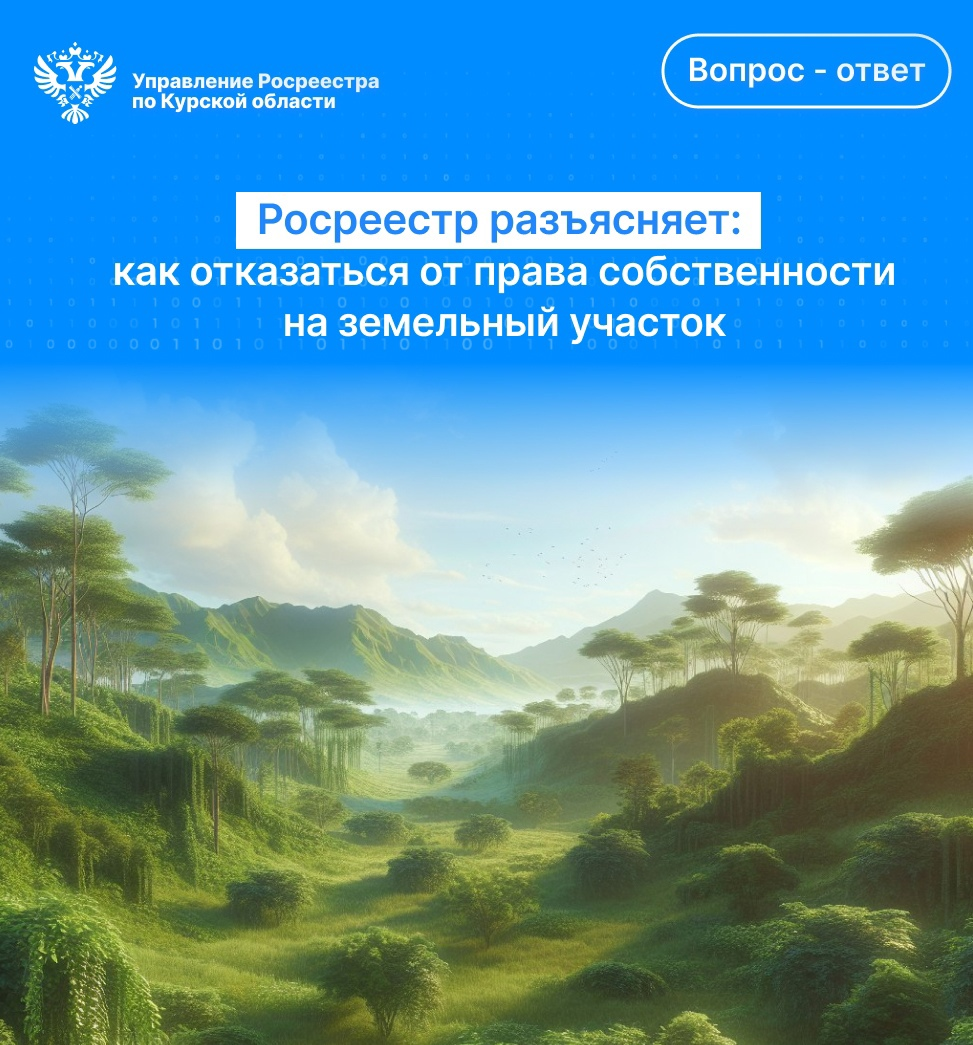 Управление Росреестра
по Курской области
Вопрос - ответ
Росреестр разъясняет:
как отказаться от права собственности
на земельный участок